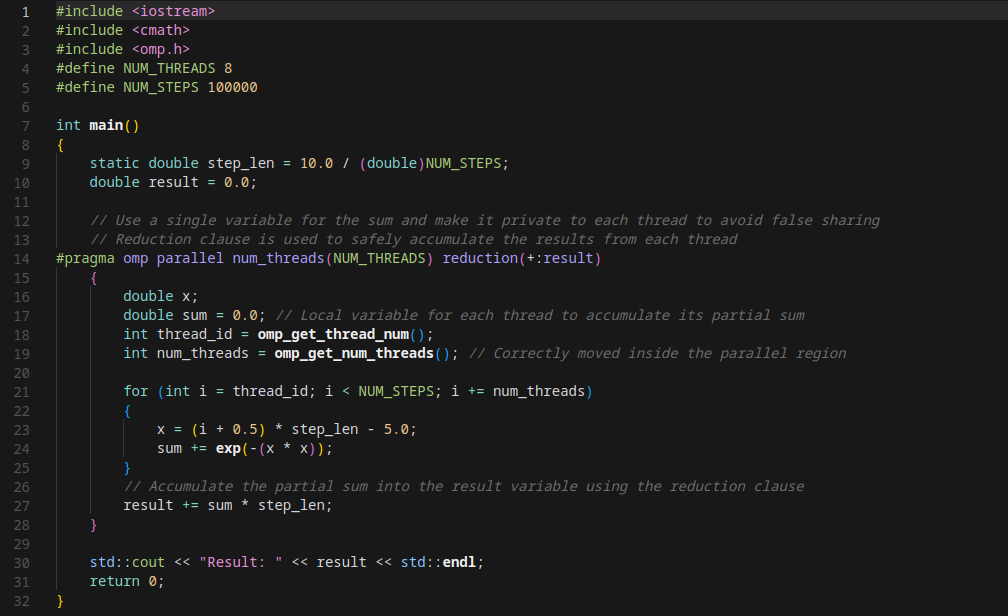 1 #include <iostream>
2 #include <cmath>
3 #include <omp.h>
4 #define NUM_THREADS 8
5 #define NUM_STEPS 100000
6
7 int main()
8 {
9     static double step_len = 10.0 / (double)NUM_STEPS;
10     double result = 0.0;
11
12     // Use a single variable for the sum and make it private to each thread to avoid false sharing
13     // Reduction clause is used to safely accumulate the results from each thread
14 #pragma omp parallel num_threads(NUM_THREADS) reduction(+:result)
15     {
16         double x;
17         double sum = 0.0; // Local variable for each thread to accumulate its partial sum
18         int thread_id = omp_get_thread_num();
19         int num_threads = omp_get_num_threads(); // Correctly moved inside the parallel region
20
21         for (int i = thread_id; i < NUM_STEPS; i += num_threads)
22         {
23             x = (i + 0.5) * step_len - 5.0;
24             sum += exp(-(x * x));
25         }
26         // Accumulate the partial sum into the result variable using the reduction clause
27         result += sum * step_len;
28     }
29
30     std::cout << "Result: " << result << std::endl;
31     return 0;
32 }